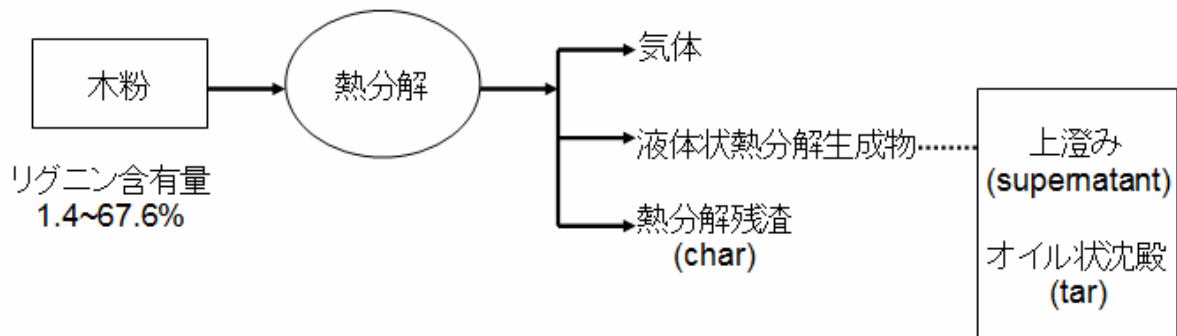 木粉
リグニン含有量
1.4~67.6%
熱分解
気体
液体状熱分解生成物
熱分解残渣
(char)
上澄み
(supernatant)
オイル状沈殿
(tar)